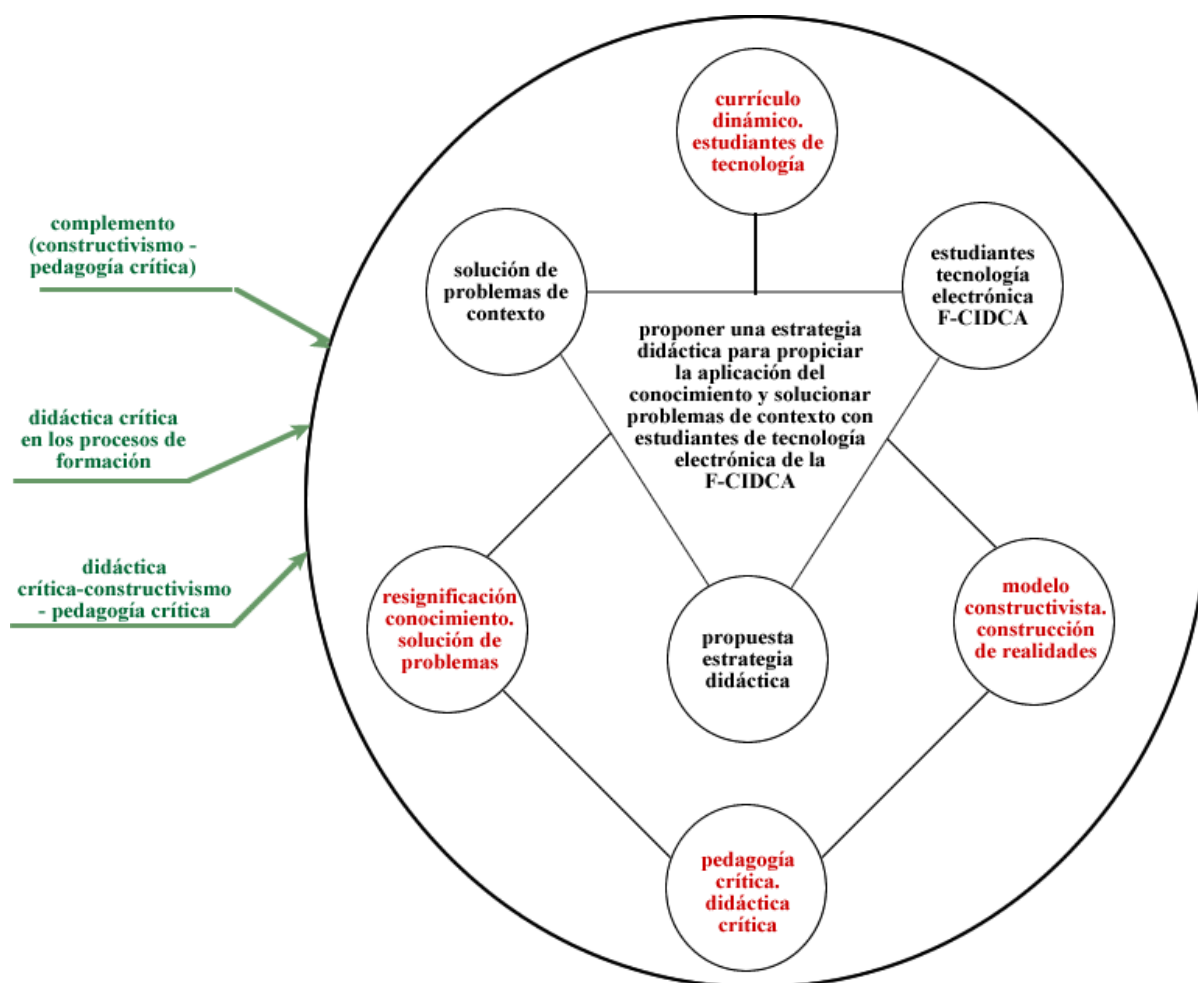 currículo
dinámico.
estudiantes de
tecnología
complemento
(constructivismo -
pedagogía crítica)
solución de
problemas de
contexto
estudiantes
tecnología
electrónica
F-CIDCA
proponer una estrategia
didáctica para propiciar
la aplicación del
conocimiento y solucionar
problemas de contexto con
estudiantes de tecnología
electrónica de la
F-CIDCA
didáctica crítica
en los procesos de
formación
didáctica
crítica-constructivismo
- pedagogía crítica
resignificación
conocimiento.
solución de
problemas
propuesta
estrategia
didáctica
modelo
constructivista.
construcción
de realidades
pedagogía
crítica.
didáctica
crítica